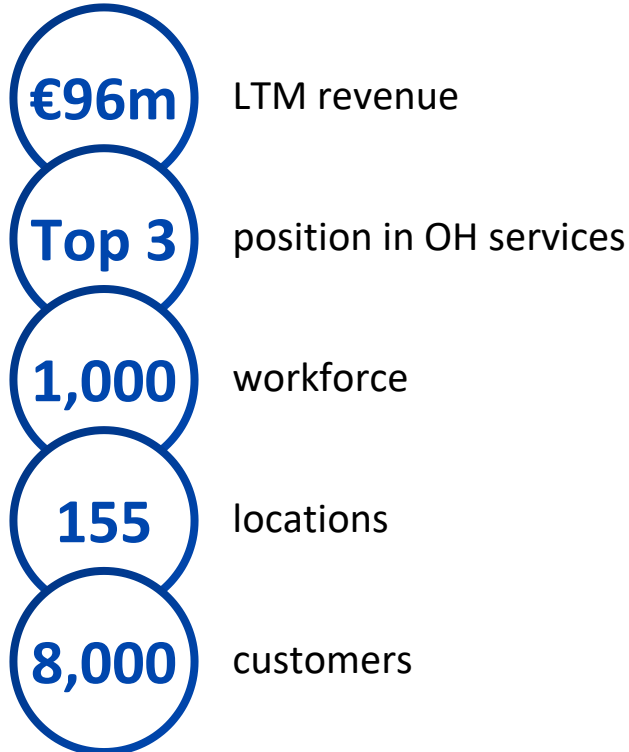 €96m LTM revenue
Top 3 position in OH services
1,000 workforce
155 locations
8,000 customers